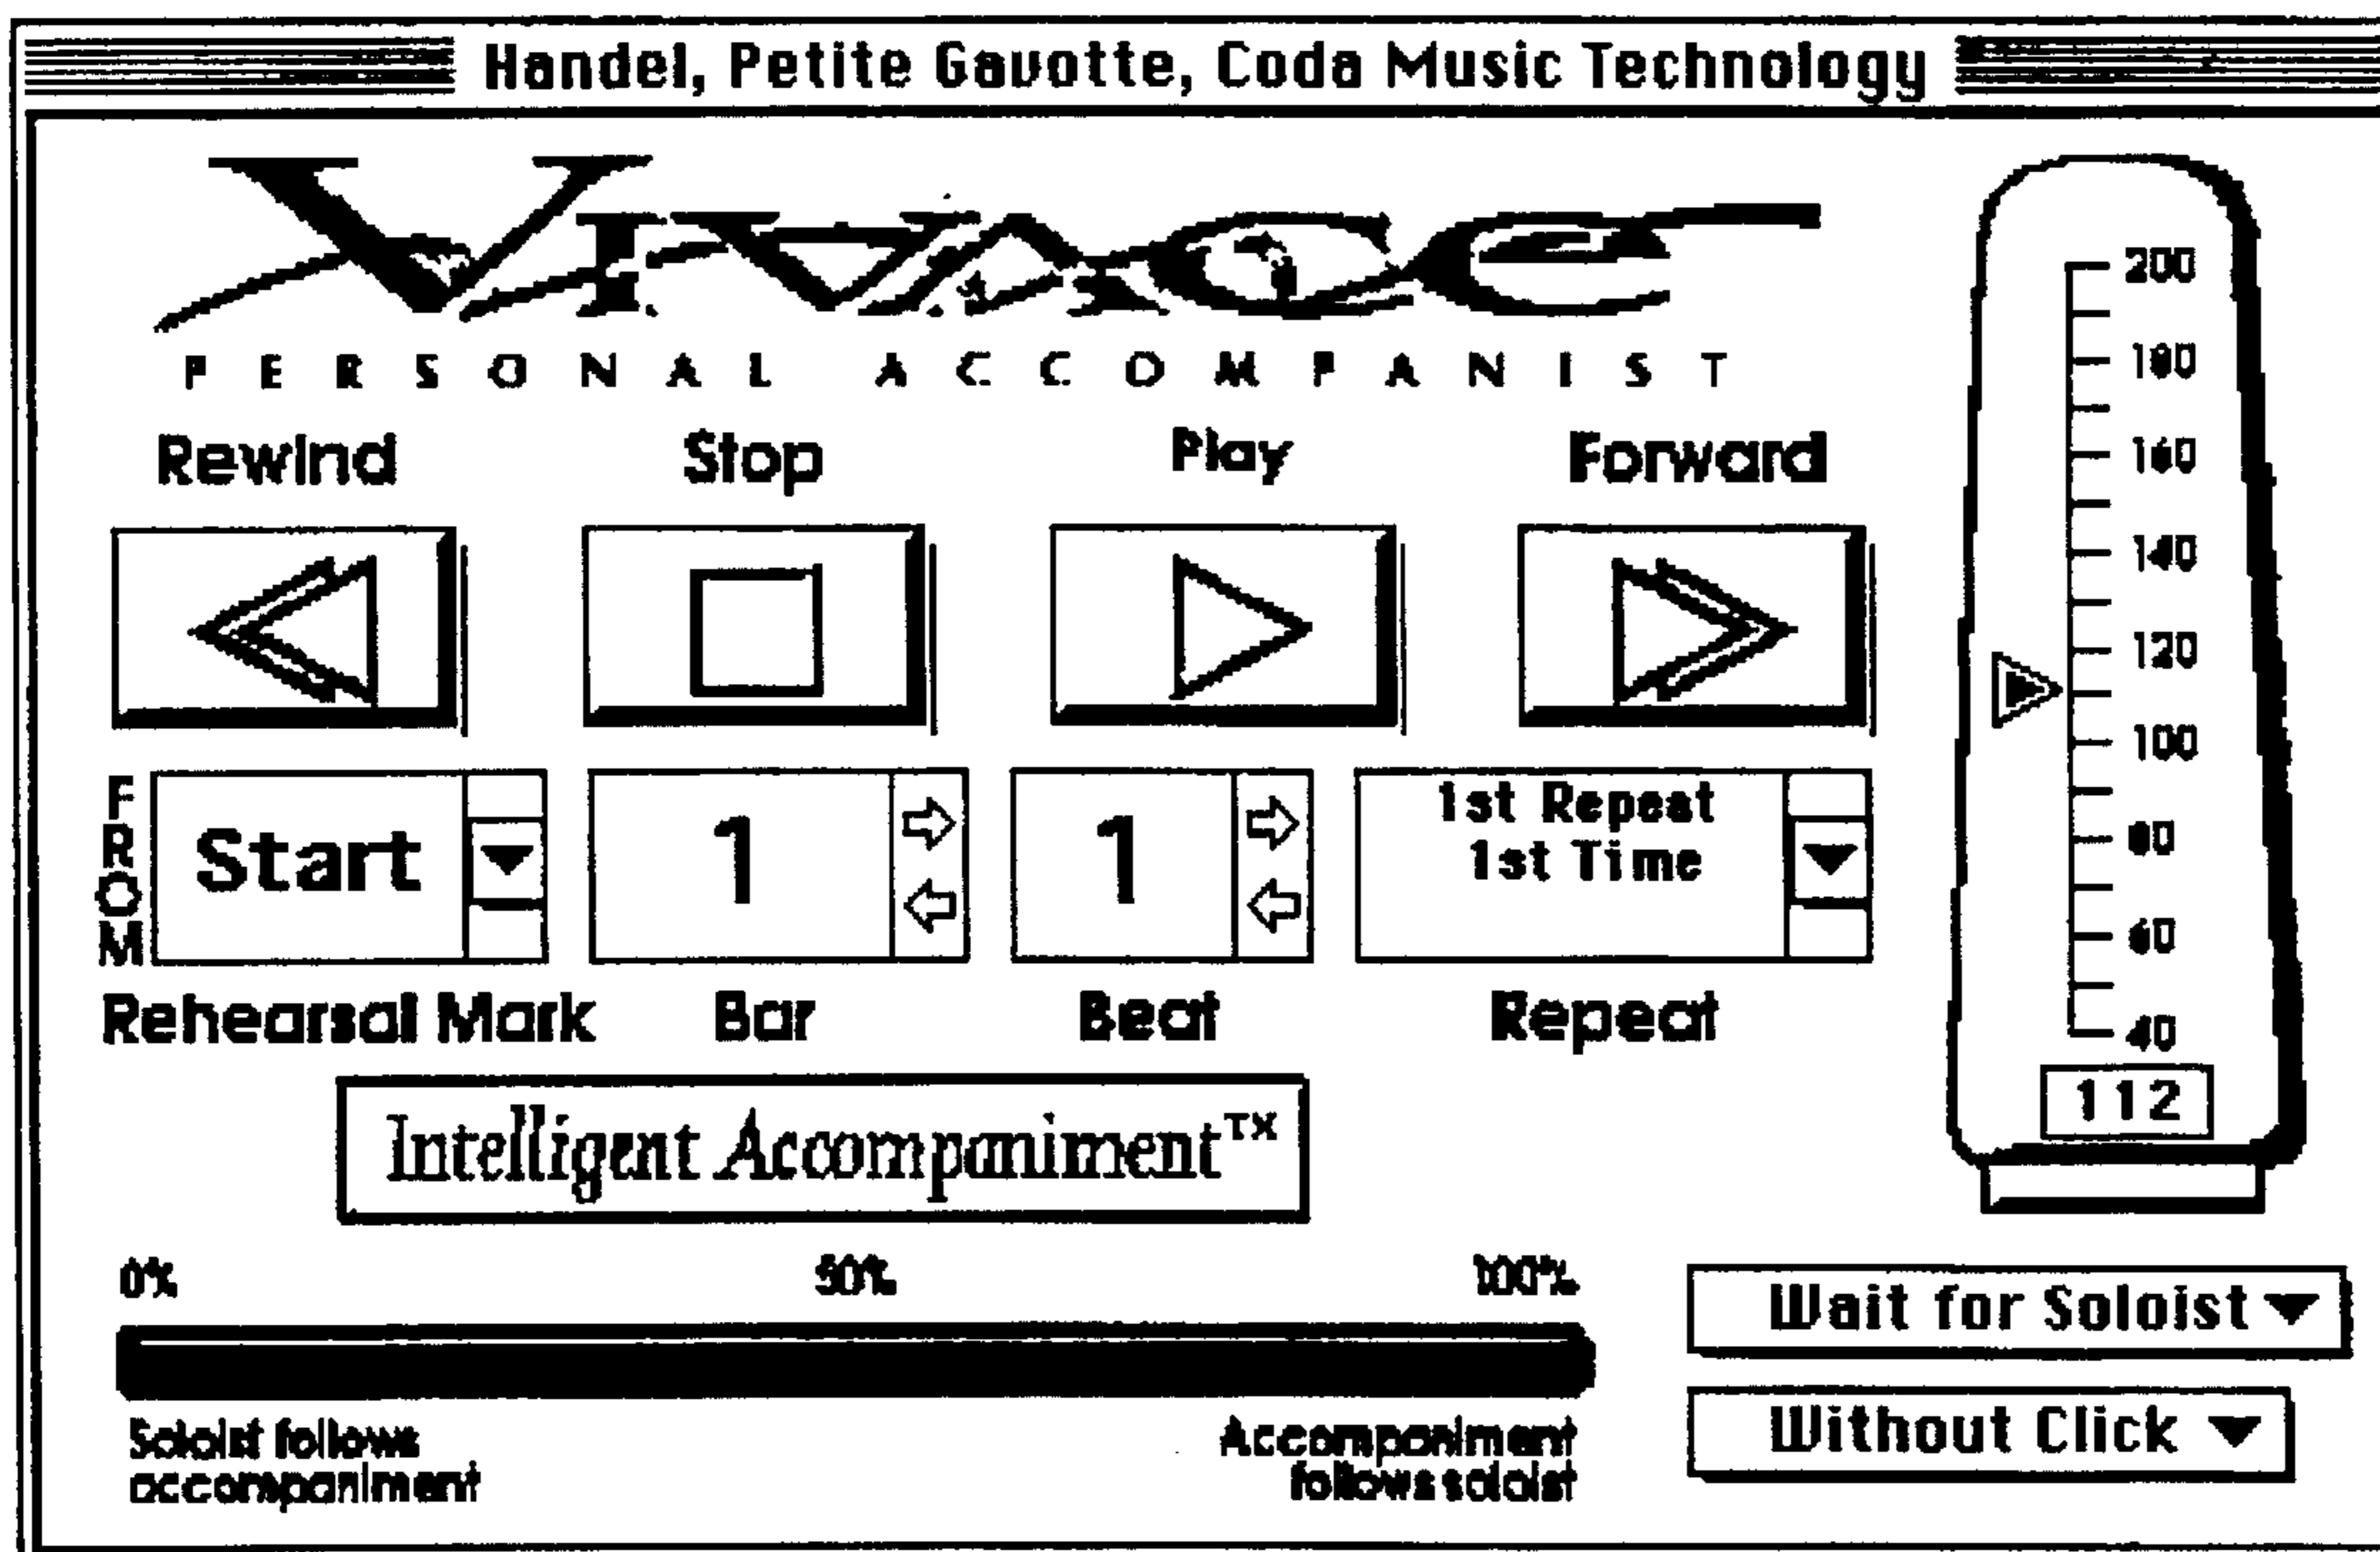 Handel, Petite Gavotte, Coda Music Technology
VIVACE
PERSONAL ACCOMPANIST
Rewind Stop Play Forward
FROM
Start 1 1 1st Repeat
1st Time
Rehearsal Mark Bar Beat Repeat
Intelligent Accompaniment™
0% 50% 100%
Soloist follows
accompaniment
Accompaniment
follows soloist
200
180
160
140
120
100
80
60
40
112
Wait for Soloist
Without Click